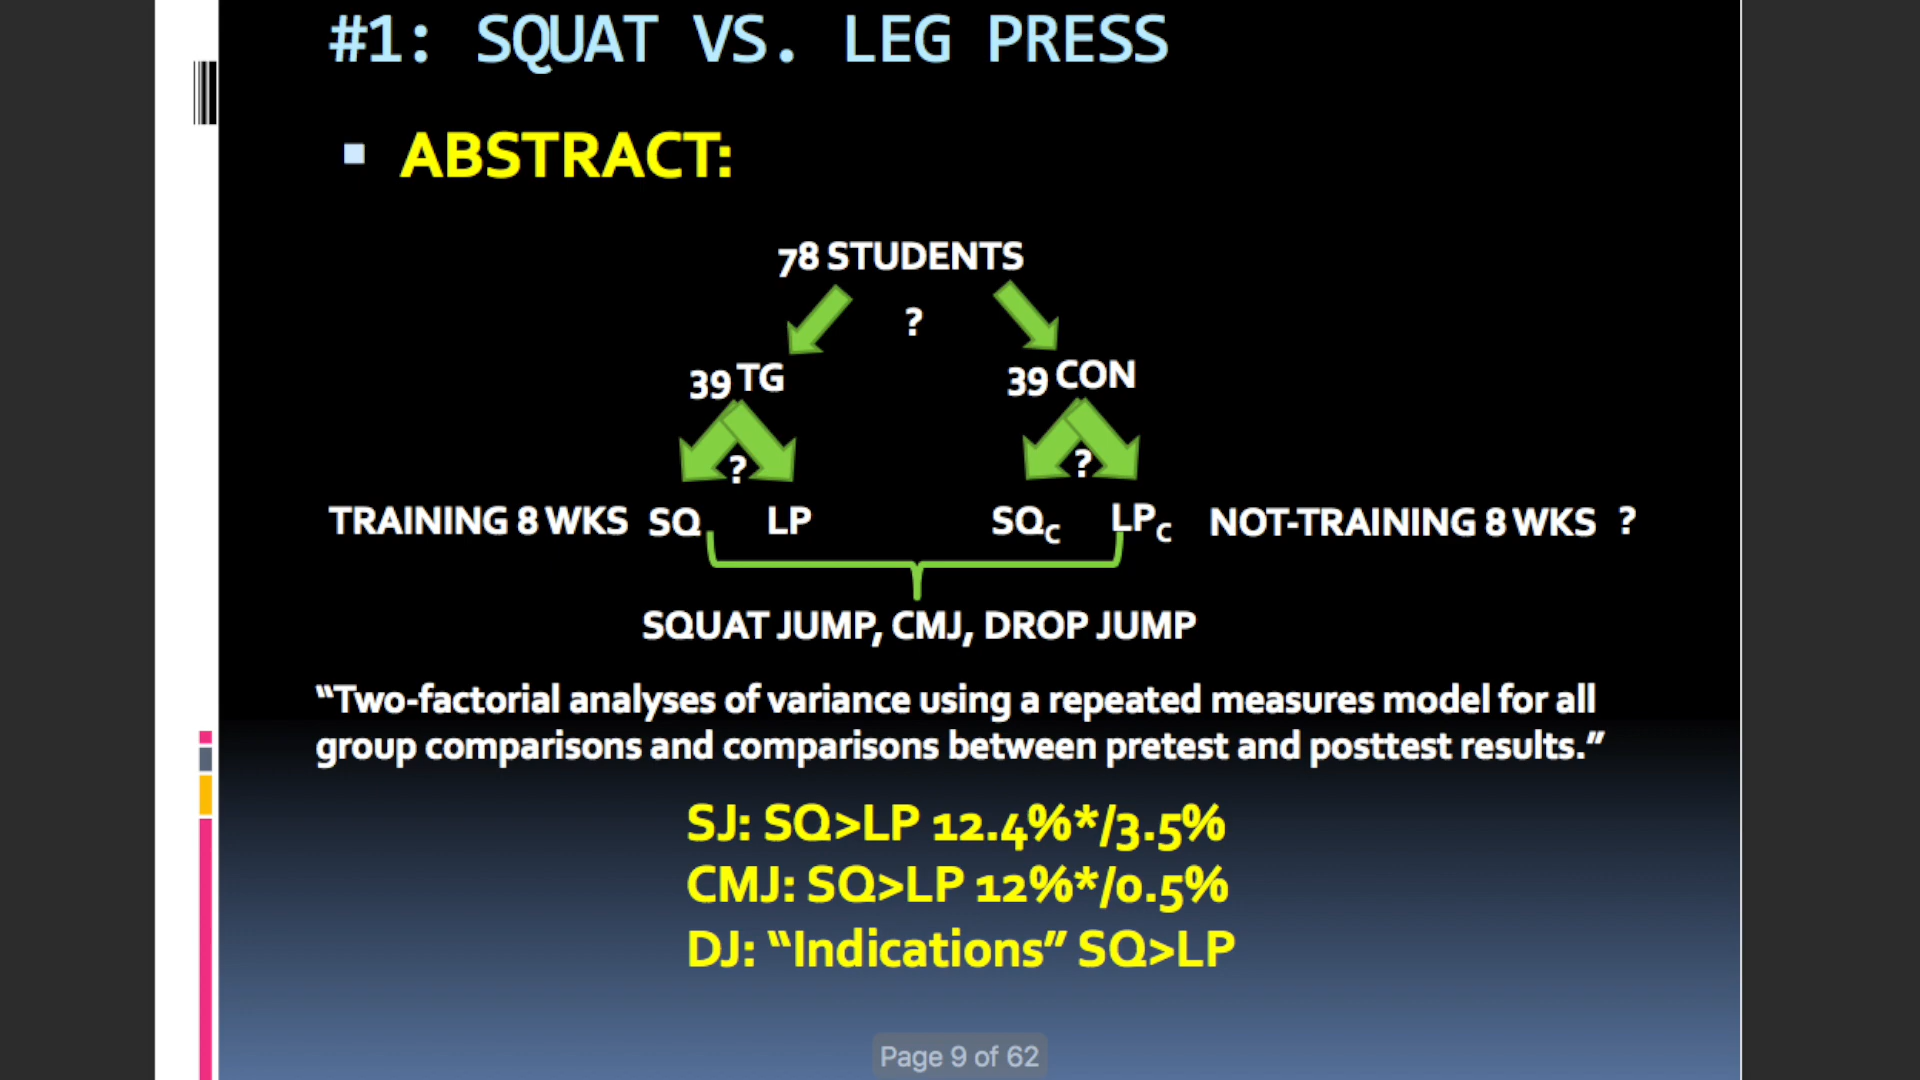 #1: SQUAT VS. LEG PRESS
ABSTRACT:
78 STUDENTS
?
39 TG
39 CON
?
?
TRAINING 8 WKS SQ LP SQC LPC NOT-TRAINING 8 WKS ?
SQUAT JUMP, CMJ, DROP JUMP
“Two-factorial analyses of variance using a repeated measures model for all
group comparisons and comparisons between pretest and posttest results.”
SJ: SQ>LP 12.4%*/3.5%
CMJ: SQ>LP 12%*/0.5%
DJ: “Indications” SQ>LP
Page 9 of 62